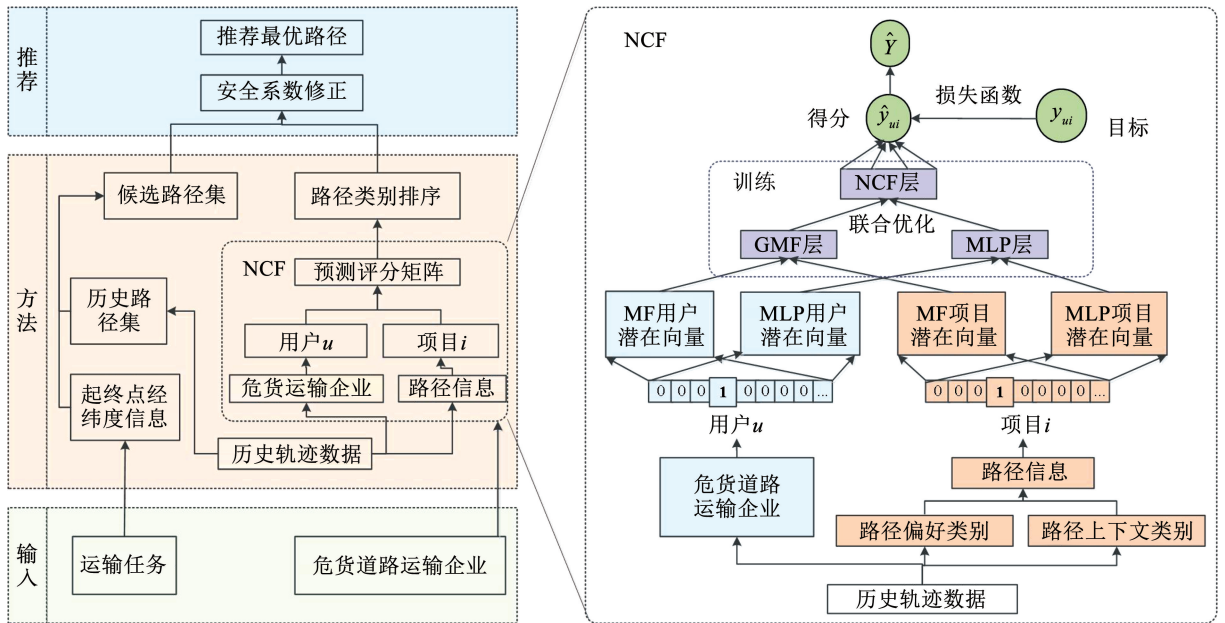 推荐
推荐最优路径
安全系数修正
方法
候选路径集
路径类别排序
NCF
预测评分矩阵
历史路
径集
用户u
项目i
起终点经
纬度信息
危货运输企业
路径信息
历史轨迹数据
输入
运输任务
危货道路运输企业
NCF
Ŷ
得分
ŷui
损失函数
yui
目标
训练
NCF层
联合优化
GMF层
MLP层
MF用户
潜在向量
MLP用户
潜在向量
MF项目
潜在向量
MLP项目
潜在向量
0 0 0 1 0 0 0 0 ...
0 0 0 1 0 0 0 0 ...
用户u
项目i
危货道路
运输企业
路径信息
路径偏好类别
路径上下文类别
历史轨迹数据